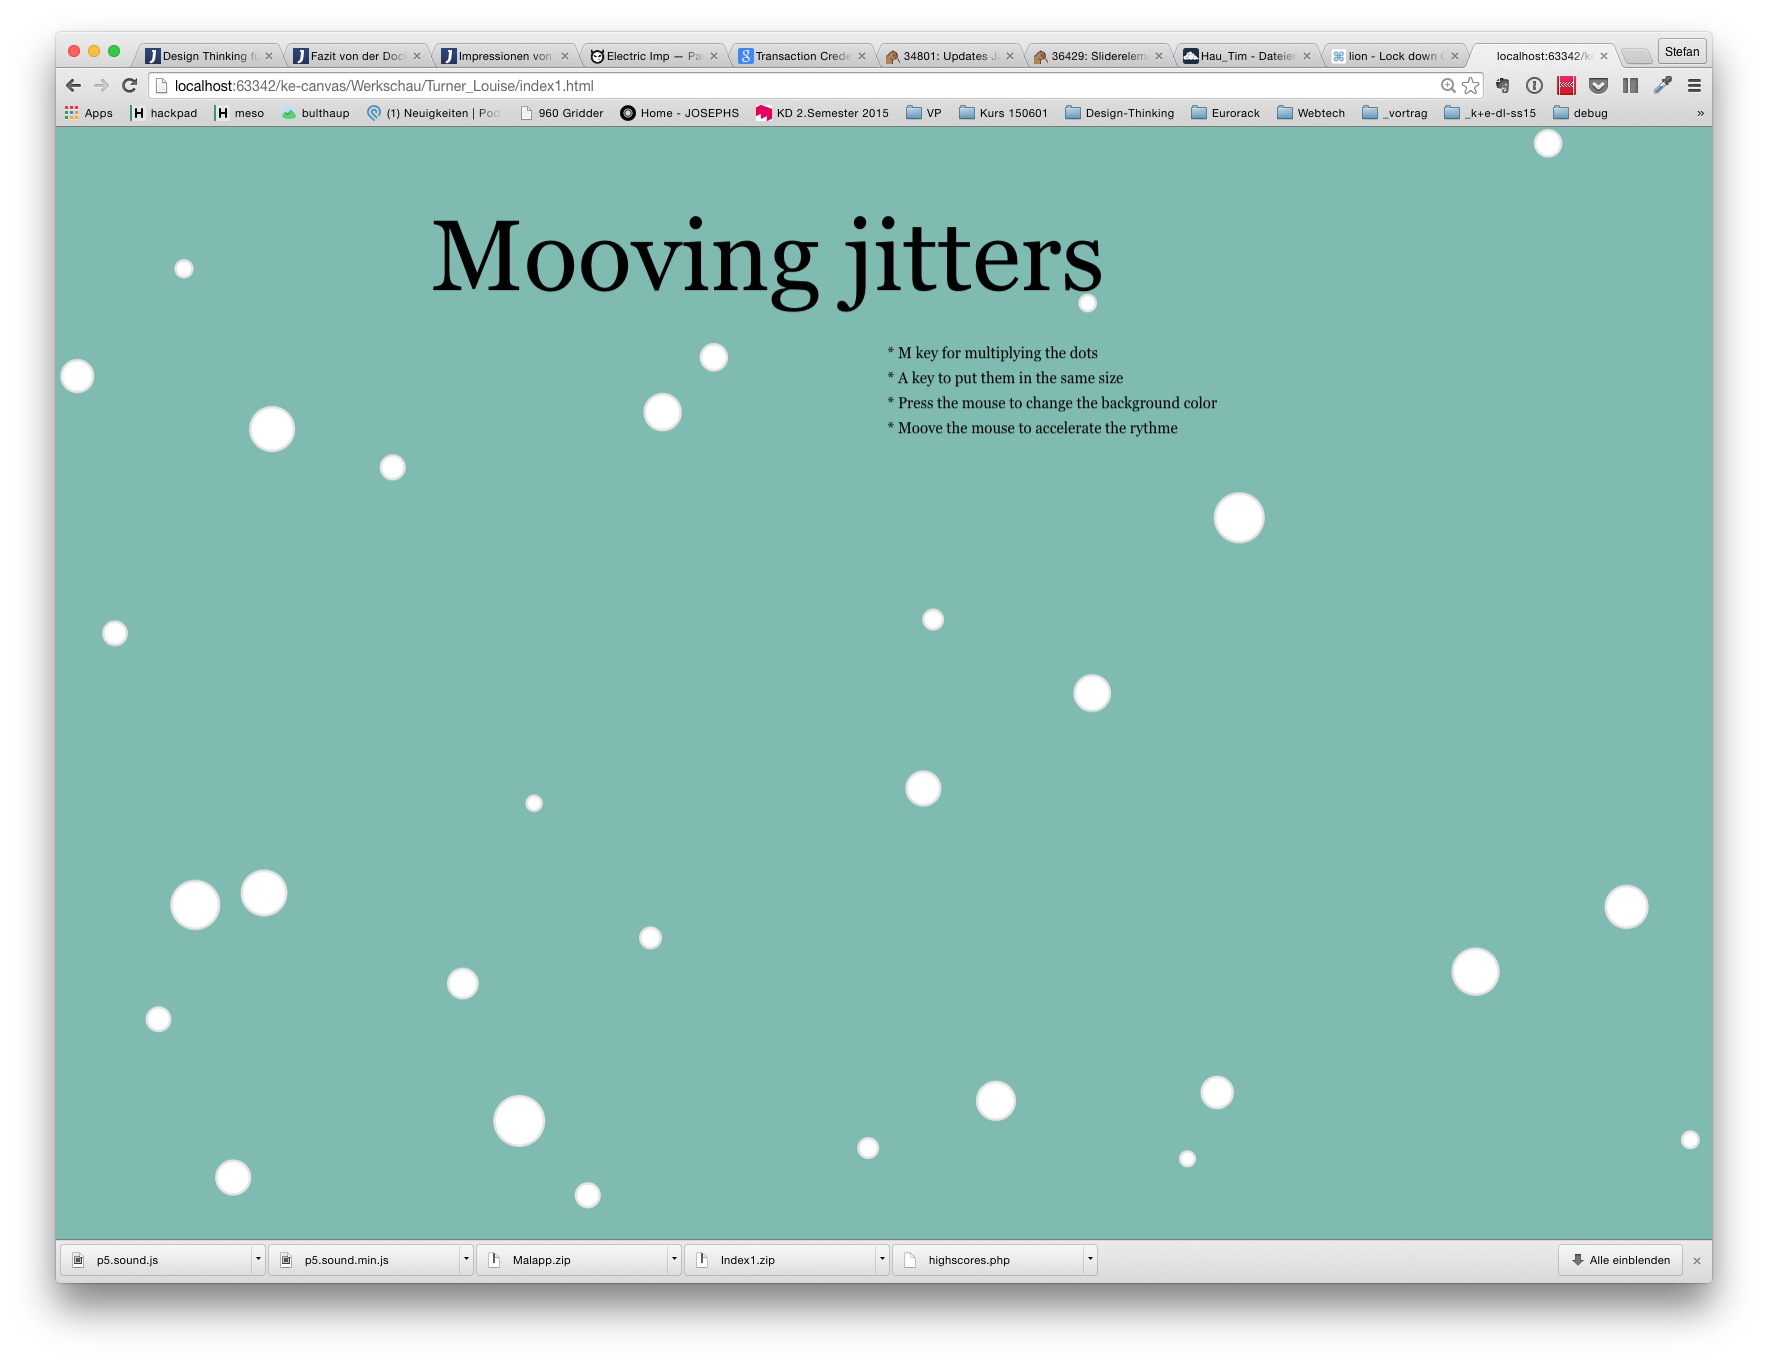 Design Thinking fü
Fazit von der Doc
Impressionen von
Electric Imp — Pa
Transaction Crede
34801: Updates Ja
36429: Sliderelem
Hau_Tim - Dateien
lion - Lock down
localhost:63342/ke
Stefan
localhost:63342/ke-canvas/Werkschau/Turner_Louise/index1.html
Apps
hackpad
meso
bulthaup
(1) Neuigkeiten | Pod
960 Gridder
Home - JOSEPHS
KD 2.Semester 2015
VP
Kurs 150601
Design-Thinking
Eurorack
Webtech
_vortrag
_k+e-dl-ss15
debug
»
Mooving jitters
* M key for multiplying the dots
* A key to put them in the same size
* Press the mouse to change the background color
* Moove the mouse to accelerate the rythme
p5.sound.js
p5.sound.min.js
Malapp.zip
Index1.zip
highscores.php
Alle einblenden